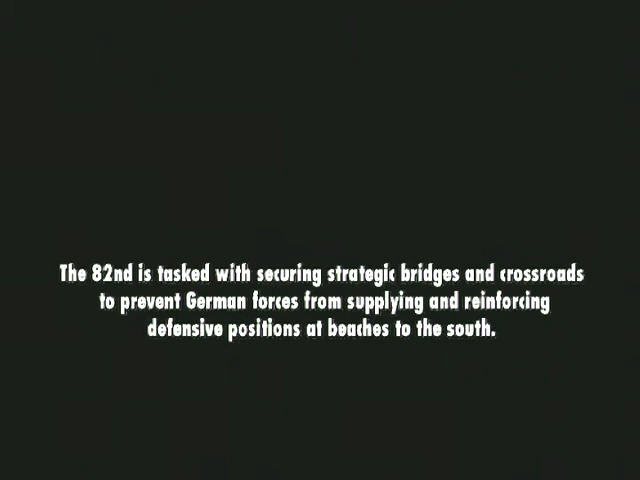 The 82nd is tasked with securing strategic bridges and crossroads
to prevent German forces from supplying and reinforcing
defensive positions at beaches to the south.